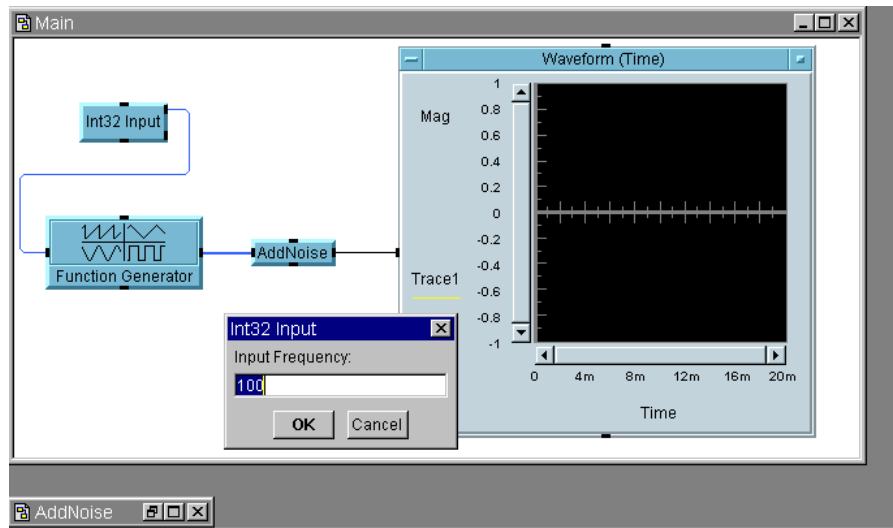 Main
Waveform (Time)
Int32 Input
Mag
1
0.8
0.6
0.4
0.2
0
-0.2
-0.4
-0.6
-0.8
-1
Function Generator
AddNoise
Trace1
0 4m 8m 12m 16m 20m
Time
Int32 Input
Input Frequency:
100
OK Cancel
AddNoise